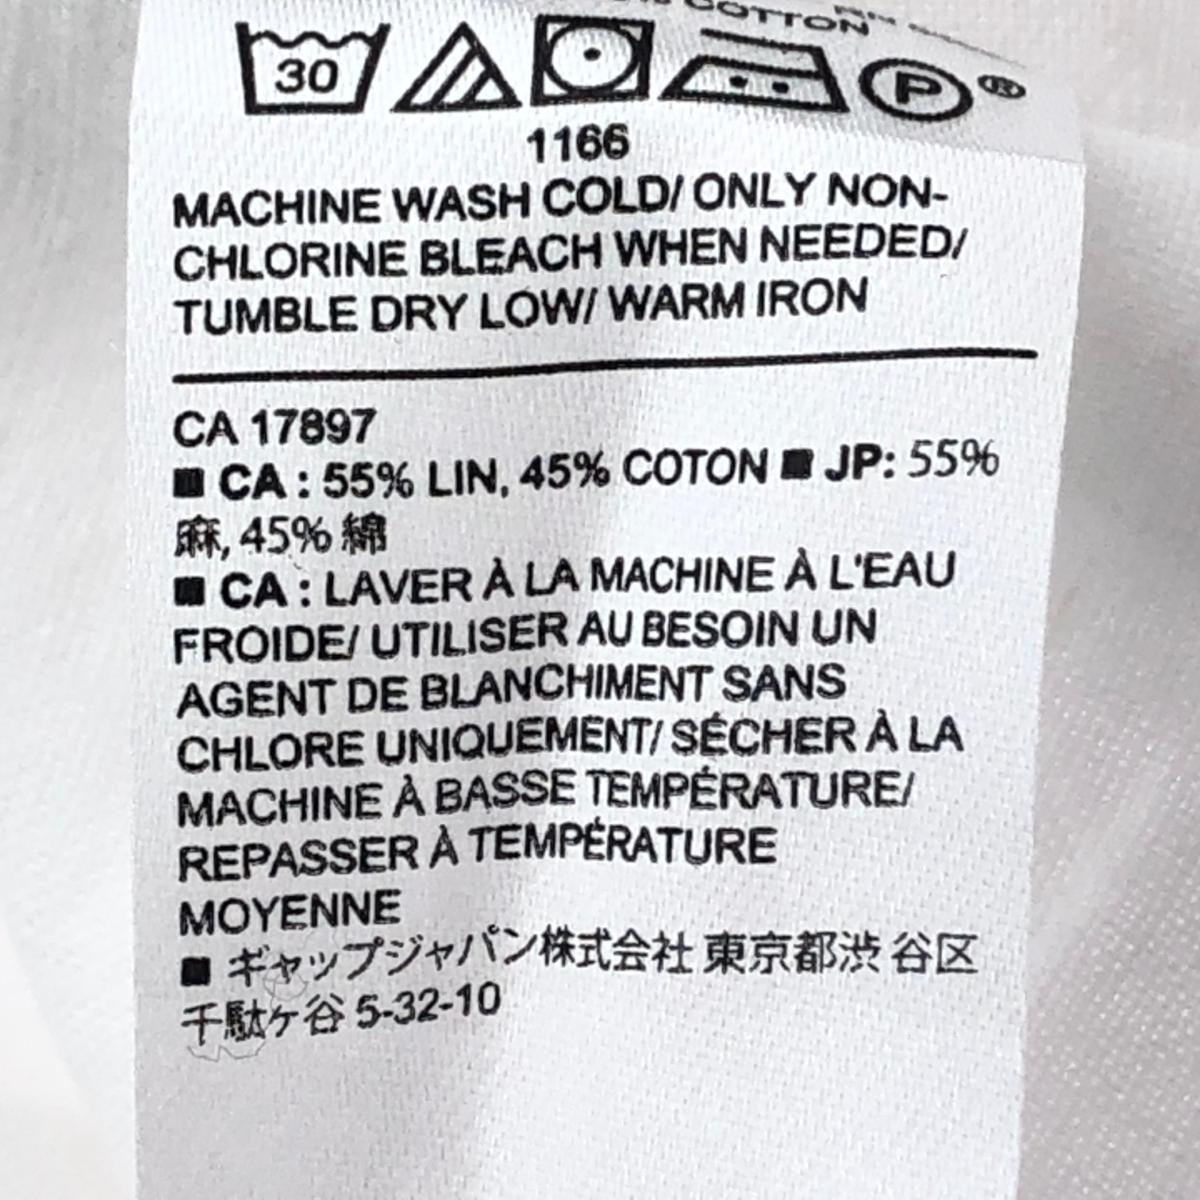 COTTON
30
P ®
1166
MACHINE WASH COLD/ ONLY NON-
CHLORINE BLEACH WHEN NEEDED/
TUMBLE DRY LOW/ WARM IRON
CA 17897
■ CA : 55% LIN, 45% COTON ■ JP: 55%
麻, 45% 綿
■ CA : LAVER À LA MACHINE À L'EAU
FROIDE/ UTILISER AU BESOIN UN
AGENT DE BLANCHIMENT SANS
CHLORE UNIQUEMENT/ SÉCHER À LA
MACHINE À BASSE TEMPÉRATURE/
REPASSER À TEMPÉRATURE
MOYENNE
■ ギャップジャパン株式会社 東京都渋 谷区
千駄ケ谷 5-32-10